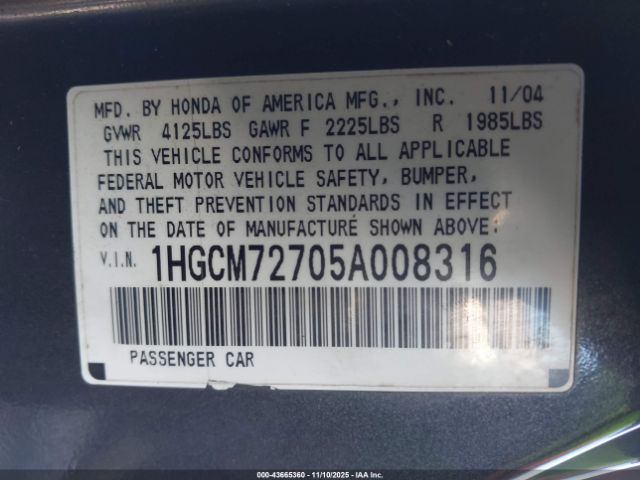 MFD. BY HONDA OF AMERICA MFG., INC. 11/04
GVWR 4125LBS GAWR F 2225LBS R 1985LBS
THIS VEHICLE CONFORMS TO ALL APPLICABLE
FEDERAL MOTOR VEHICLE SAFETY, BUMPER,
AND THEFT PREVENTION STANDARDS IN EFFECT
ON THE DATE OF MANUFACTURE SHOWN ABOVE:
V.I.N. 1HGCM72705A008316
PASSENGER CAR
000-43665360 - 11/10/2025 - IAA Inc.